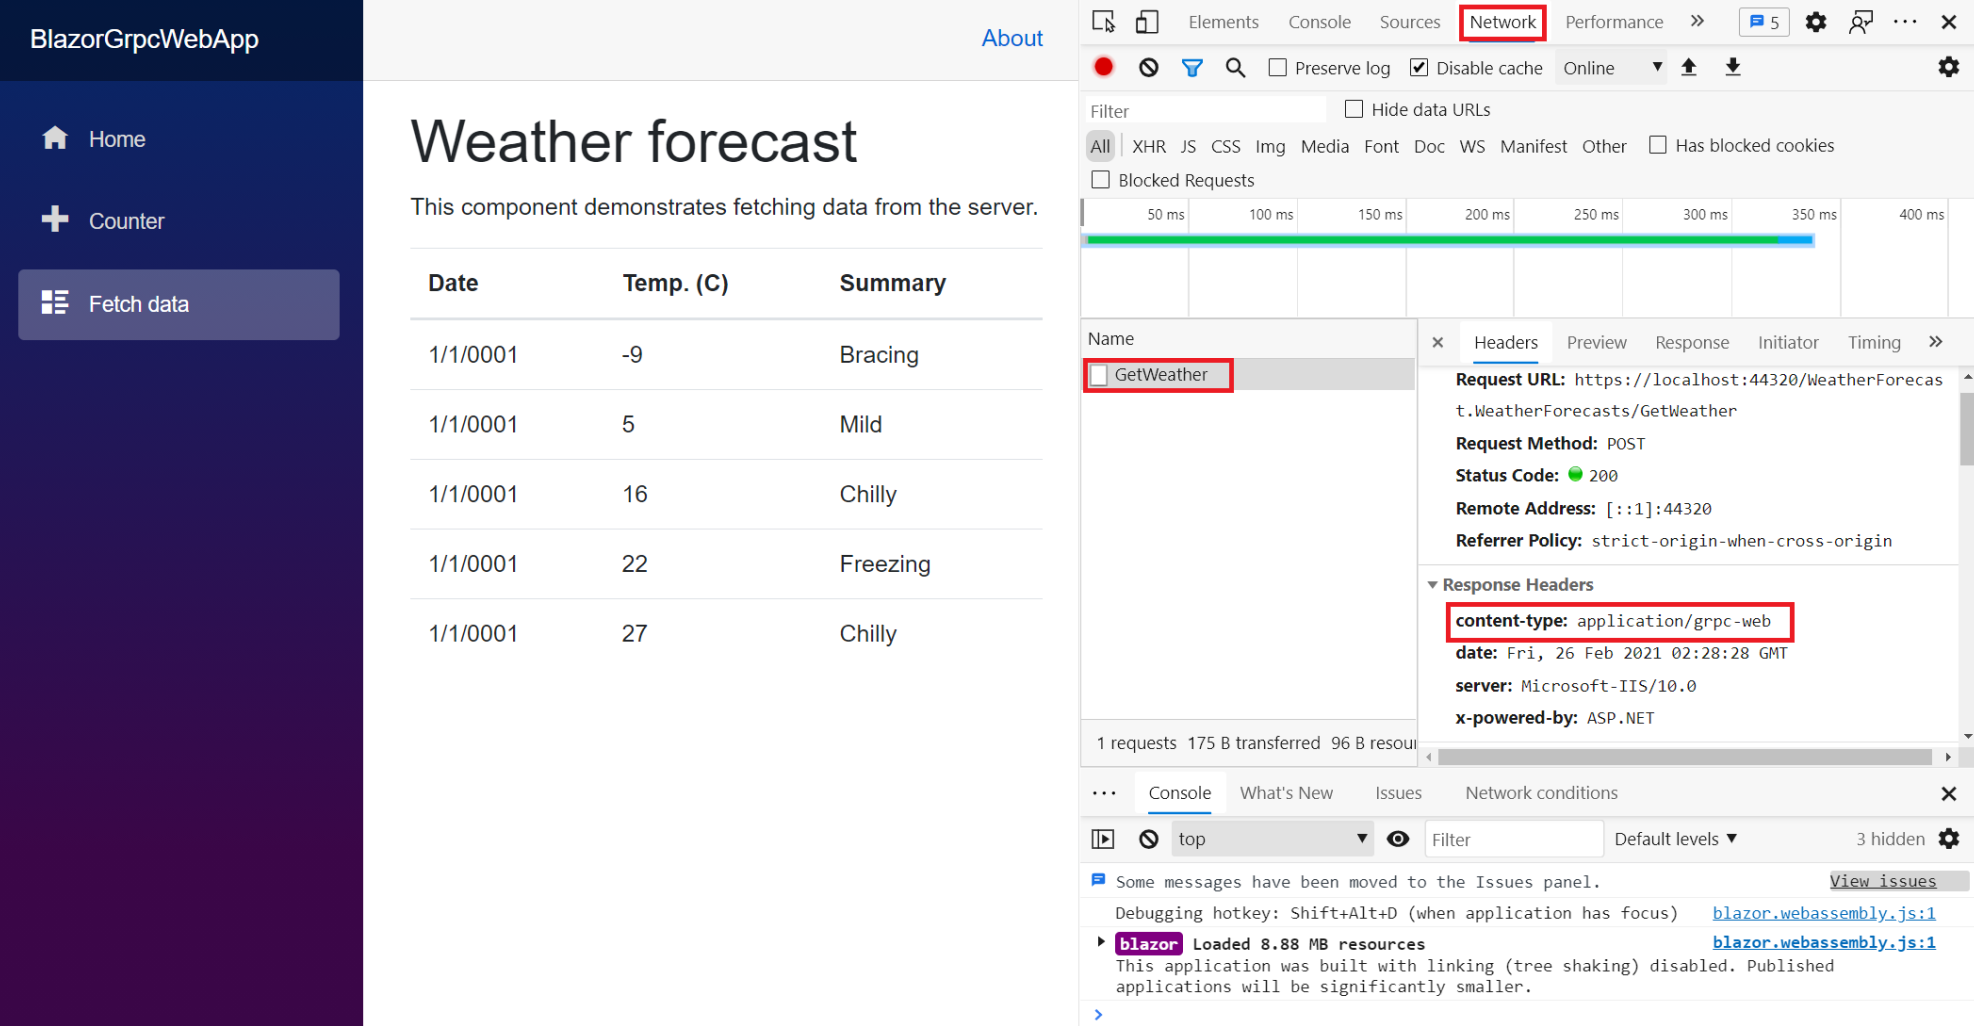 BlazorGrpcWebApp
Home
Counter
Fetch data
About
Weather forecast
This component demonstrates fetching data from the server.
Date Temp. (C) Summary
1/1/0001 -9 Bracing
1/1/0001 5 Mild
1/1/0001 16 Chilly
1/1/0001 22 Freezing
1/1/0001 27 Chilly
Elements Console Sources Network Performance 5
Preserve log Disable cache Online
Filter Hide data URLs
All XHR JS CSS Img Media Font Doc WS Manifest Other Has blocked cookies
Blocked Requests
50 ms 100 ms 150 ms 200 ms 250 ms 300 ms 350 ms 400 ms
Name
GetWeather
1 requests 175 B transferred 96 B resou
Headers Preview Response Initiator Timing
Request URL: https://localhost:44320/WeatherForecas
t.WeatherForecasts/GetWeather
Request Method: POST
Status Code: 200
Remote Address: [::1]:44320
Referrer Policy: strict-origin-when-cross-origin
Response Headers
content-type: application/grpc-web
date: Fri, 26 Feb 2021 02:28:28 GMT
server: Microsoft-IIS/10.0
x-powered-by: ASP.NET
Console What's New Issues Network conditions
top Filter Default levels 3 hidden
Some messages have been moved to the Issues panel. View issues
Debugging hotkey: Shift+Alt+D (when application has focus) blazor.webassembly.js:1
blazor Loaded 8.88 MB resources blazor.webassembly.js:1
This application was built with linking (tree shaking) disabled. Published
applications will be significantly smaller.